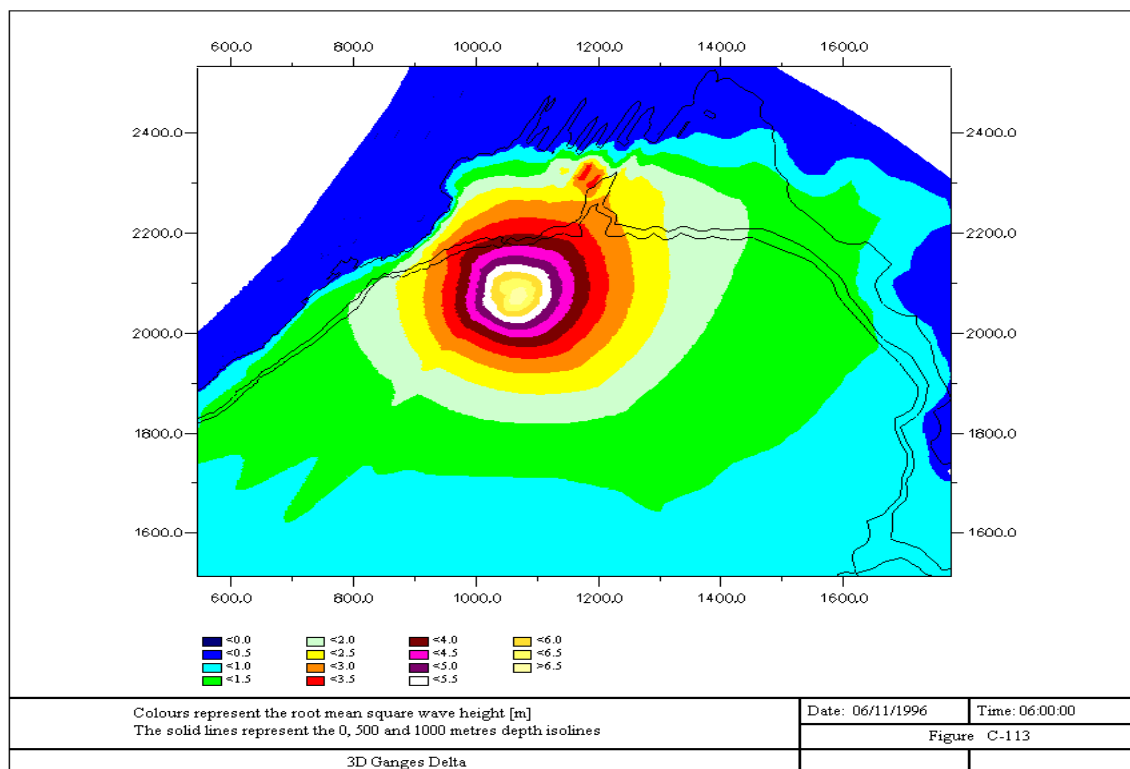 600.0 800.0 1000.0 1200.0 1400.0 1600.0
2400.0 2400.0
2200.0 2200.0
2000.0 2000.0
1800.0 1800.0
1600.0 1600.0
600.0 800.0 1000.0 1200.0 1400.0 1600.0
<0.0 <2.0 <4.0 <6.0
<0.5 <2.5 <4.5 <6.5
<1.0 <3.0 <5.0 >6.5
<1.5 <3.5 <5.5
Colours represent the root mean square wave height [m]
The solid lines represent the 0, 500 and 1000 metres depth isolines
Date: 06/11/1996 Time: 06:00:00
Figure C-113
3D Ganges Delta